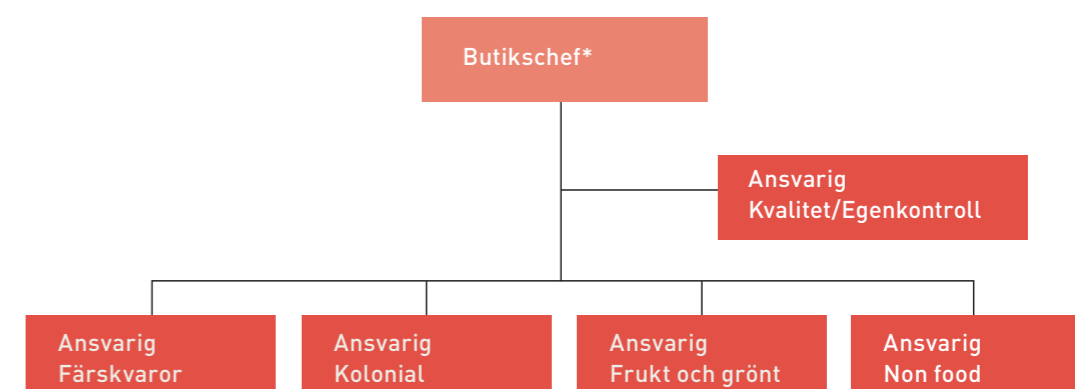 Butikschef*
Ansvarig
Kvalitet/Egenkontroll
Ansvarig
Färskvaror
Ansvarig
Kolonial
Ansvarig
Frukt och grönt
Ansvarig
Non food